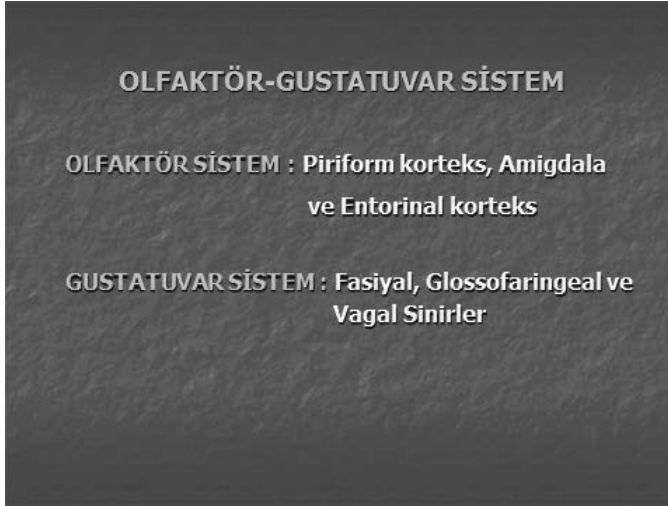 OLFAKTÖR-GUSTATUVAR SİSTEM
OLFAKTÖR SİSTEM : Piriform korteks, Amigdala
ve Entorinal korteks
GUSTATUVAR SİSTEM : Fasiyal, Glossofaringeal ve
Vagal Sinirler